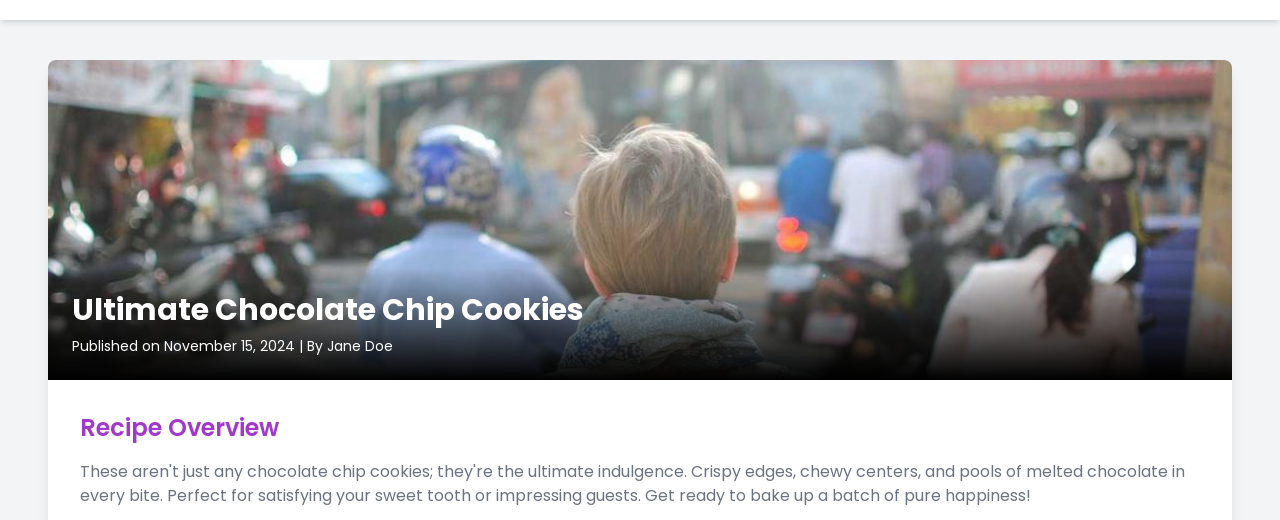 Ultimate Chocolate Chip Cookies
Published on November 15, 2024 | By Jane Doe
Recipe Overview
These aren't just any chocolate chip cookies; they're the ultimate indulgence. Crispy edges, chewy centers, and pools of melted chocolate in
every bite. Perfect for satisfying your sweet tooth or impressing guests. Get ready to bake up a batch of pure happiness!